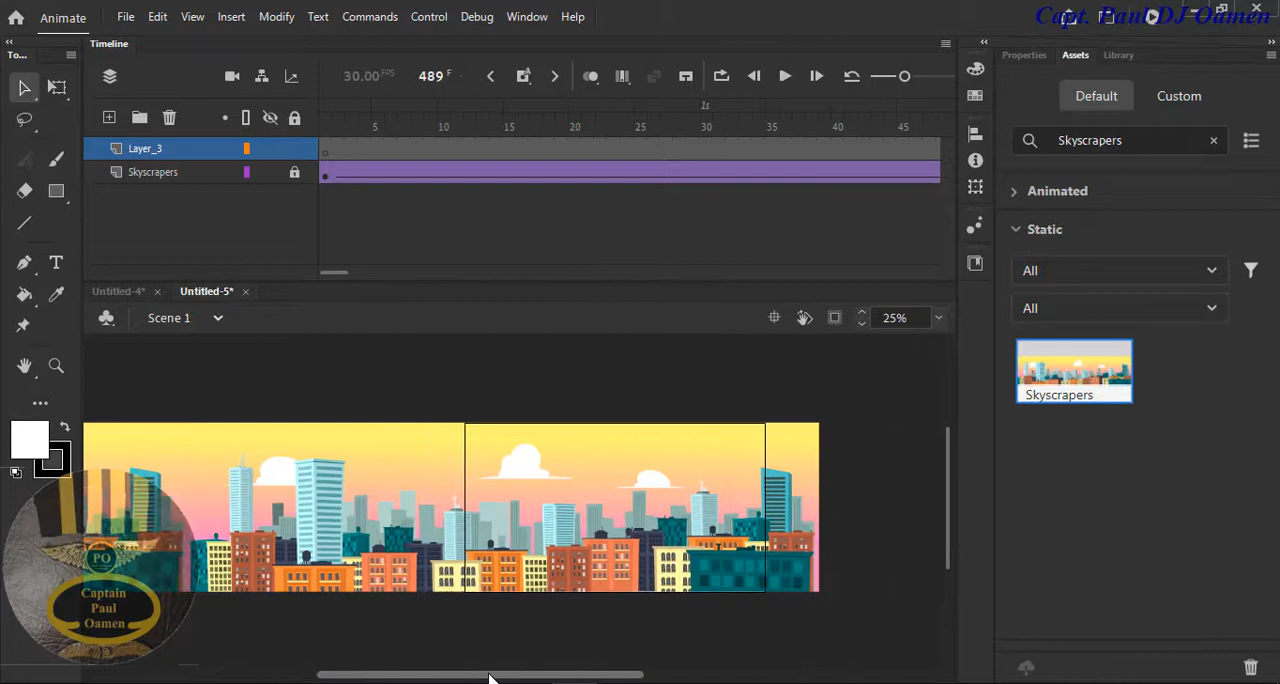 Animate File Edit View Insert Modify Text Commands Control Debug Window Help
Capt. Paul DJ Oamen
To... Timeline Properties Assets Library
30.00 FPS 489 F
Default Custom
1s
5 10 15 20 25 30 35 40 45
Skyscrapers
Layer_3
Skyscrapers
Animated
Static
All
All
Untitled-4* Untitled-5*
Scene 1 25%
Skyscrapers
T
PO
Captain
Paul
Oamen